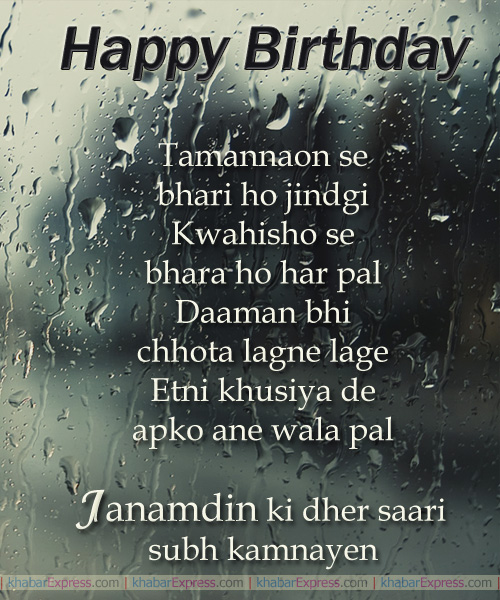 Happy Birthday
Tamannaon se
bhari ho jindgi
Kwahisho se
bhara ho har pal
Daaman bhi
chhota lagne lage
Etni khusiya de
apko ane wala pal
Janamdin ki dher saari
subh kamnayen
| khabarExpress.com | khabarExpress.com | khabarExpress.com | khabarExpress.com |